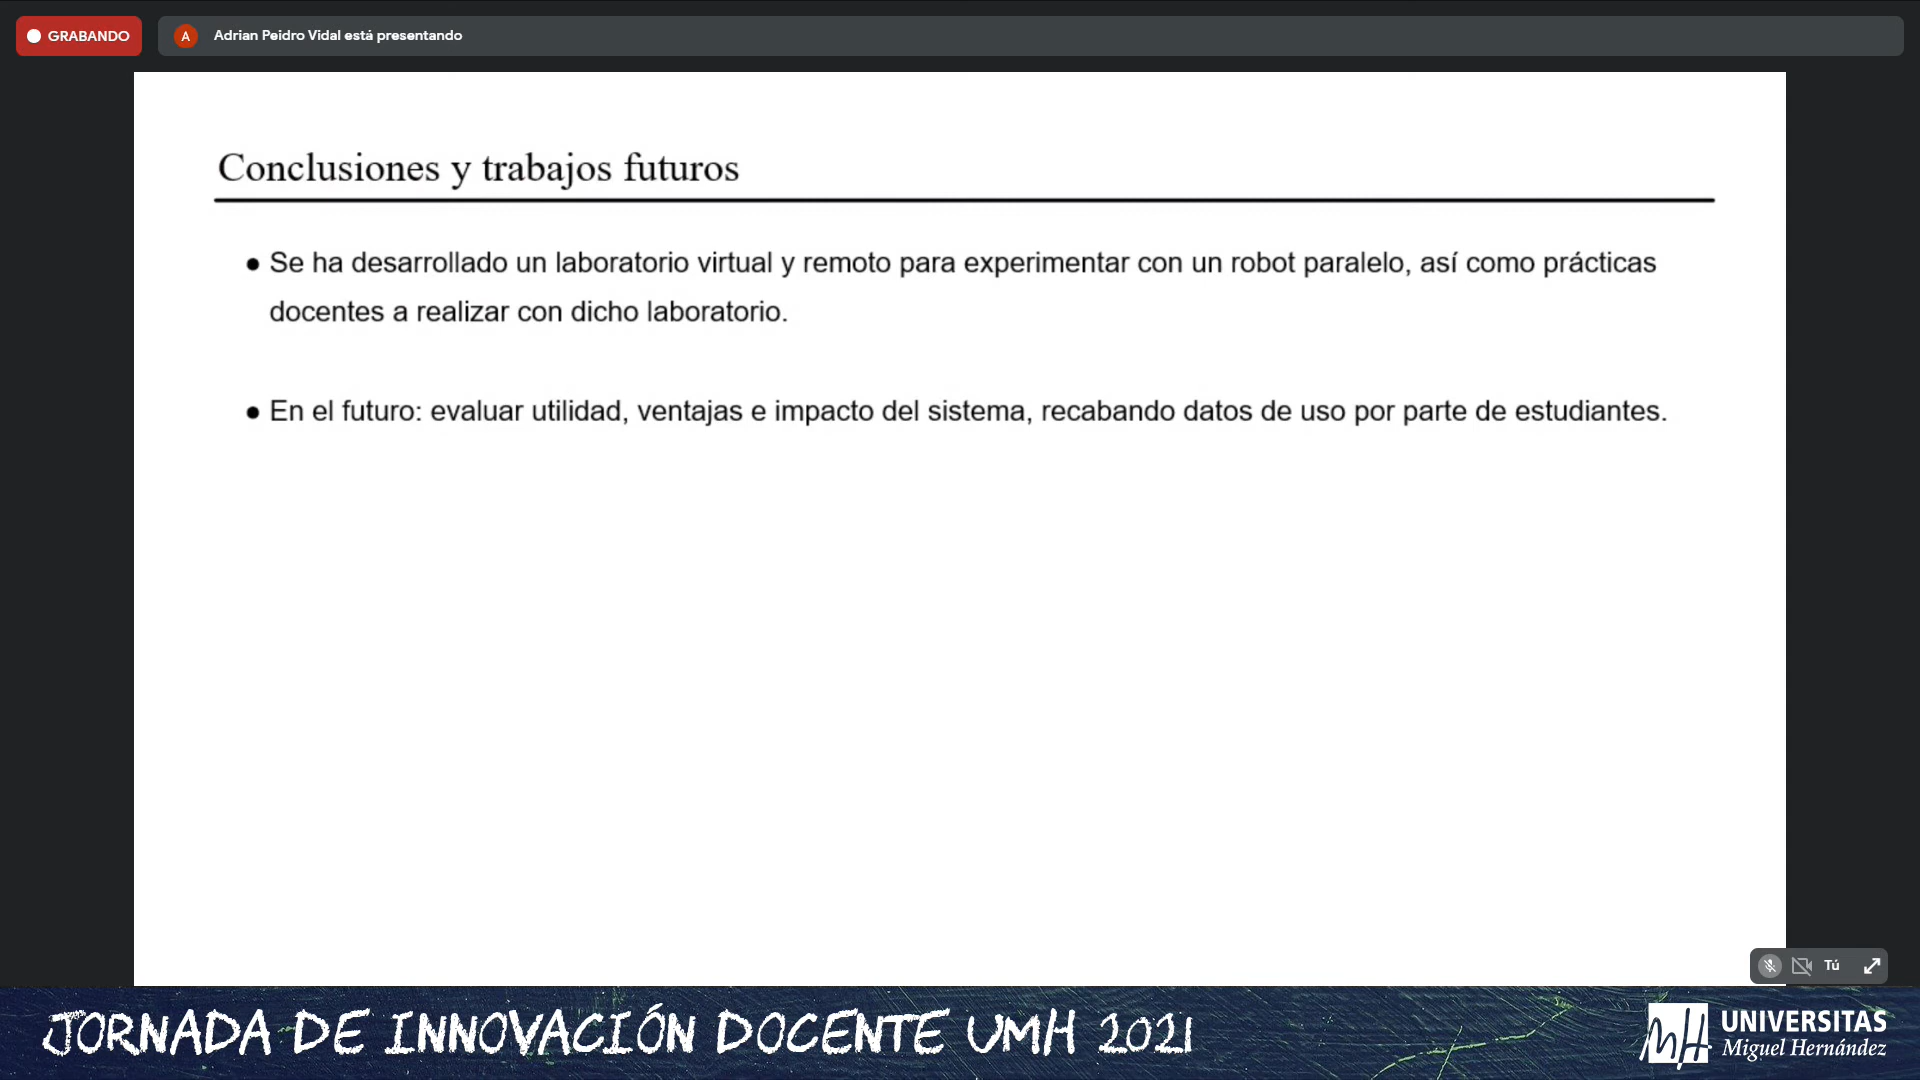 GRABANDO
A
Adrian Peidro Vidal está presentando
Conclusiones y trabajos futuros
● Se ha desarrollado un laboratorio virtual y remoto para experimentar con un robot paralelo, así como prácticas
docentes a realizar con dicho laboratorio.
● En el futuro: evaluar utilidad, ventajas e impacto del sistema, recabando datos de uso por parte de estudiantes.
Tú
JORNADA DE INNOVACIÓN DOCENTE UMH 2021
UNIVERSITAS
Miguel Hernández